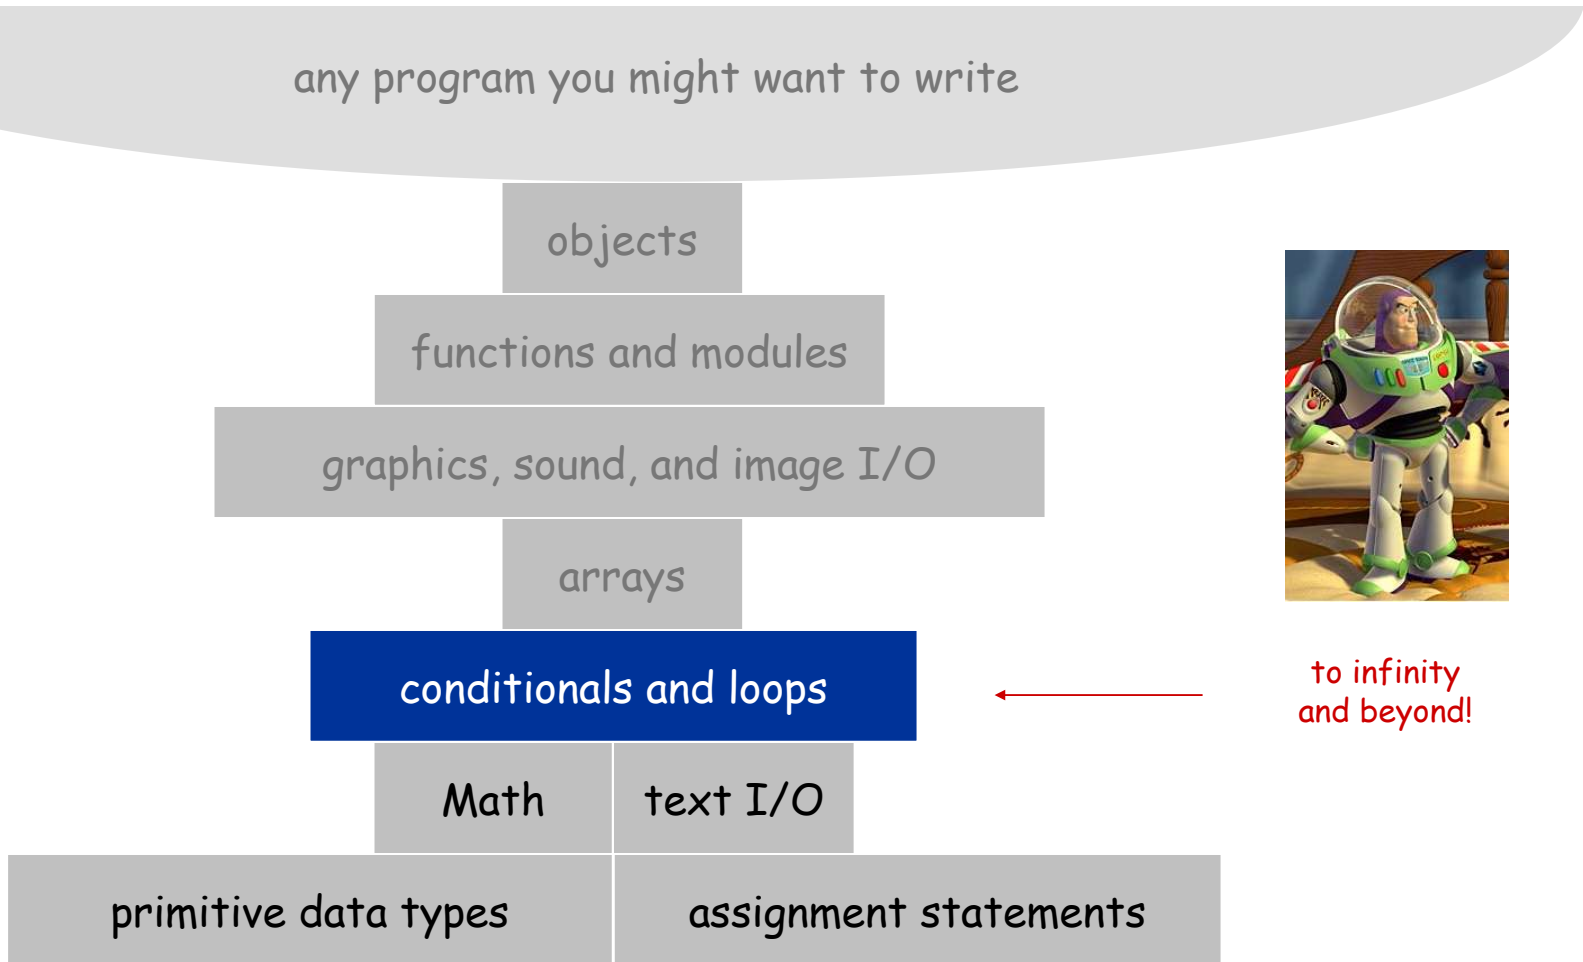 any program you might want to write
objects
functions and modules
graphics, sound, and image I/O
arrays
conditionals and loops
to infinity
and beyond!
Math
text I/O
primitive data types
assignment statements